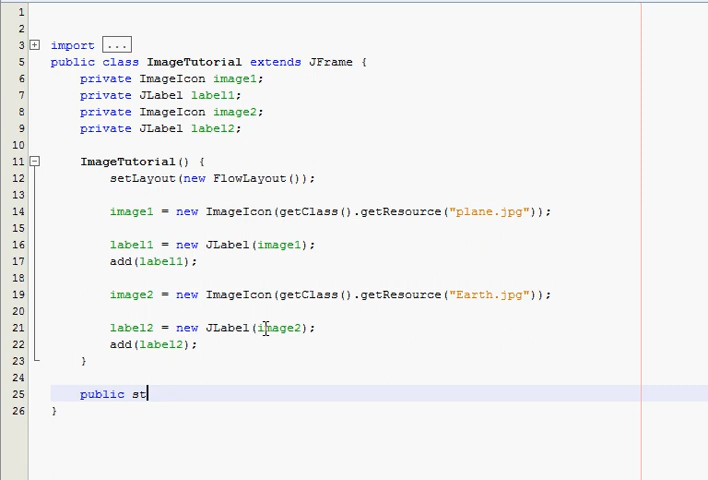 1
2
3 import ...
5 public class ImageTutorial extends JFrame {
6 private ImageIcon image1;
7 private JLabel label1;
8 private ImageIcon image2;
9 private JLabel label2;
10
11 ImageTutorial() {
12 setLayout(new FlowLayout());
13
14 image1 = new ImageIcon(getClass().getResource("plane.jpg"));
15
16 label1 = new JLabel(image1);
17 add(label1);
18
19 image2 = new ImageIcon(getClass().getResource("Earth.jpg"));
20
21 label2 = new JLabel(image2);
22 add(label2);
23 }
24
25 public st
26 }